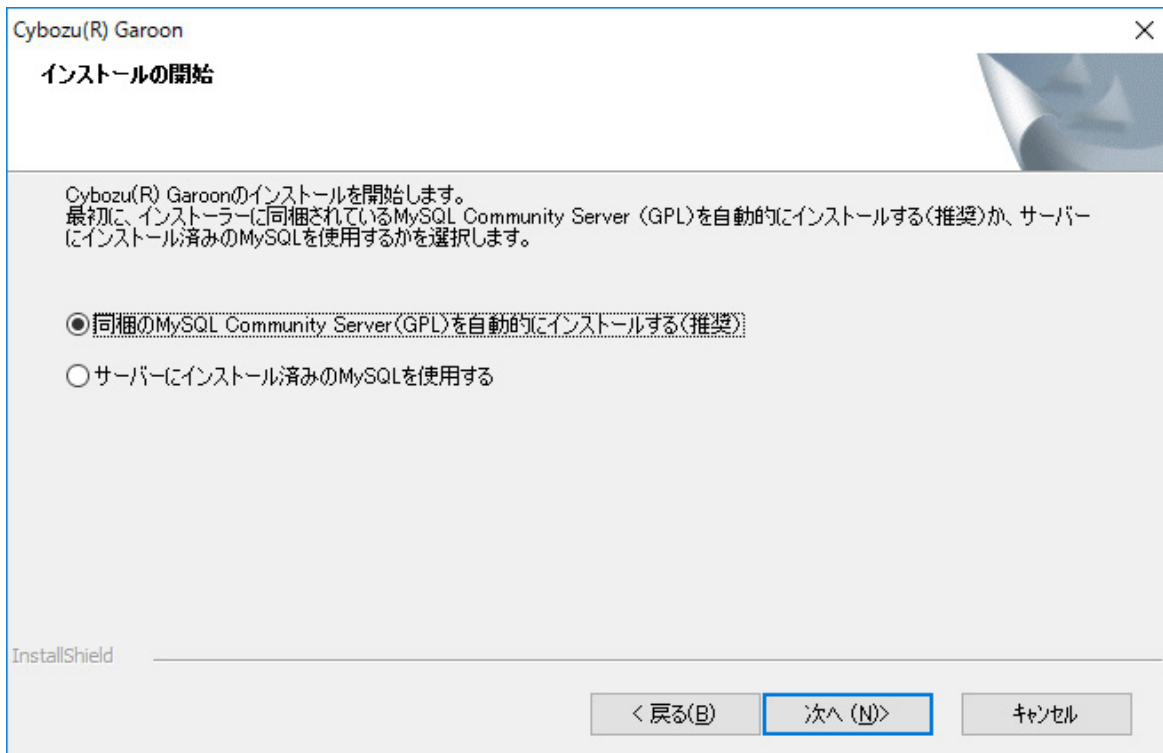 Cybozu(R) Garoon
インストールの開始
Cybozu(R) Garoonのインストールを開始します。
最初に、インストーラーに同梱されているMySQL Community Server (GPL)を自動的にインストールする(推奨)か、サーバー
にインストール済みのMySQLを使用するかを選択します。
同梱のMySQL Community Server(GPL)を自動的にインストールする(推奨)
サーバーにインストール済みのMySQLを使用する
InstallShield
< 戻る(B)
次へ (N)>
キャンセル